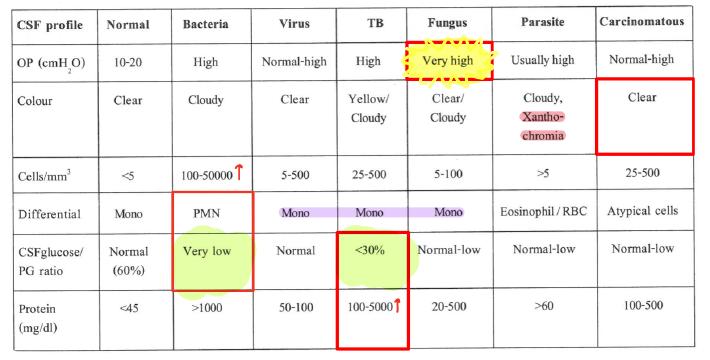 CSF profile Normal Bacteria Virus TB Fungus Parasite Carcinomatous
OP (cmH2O) 10-20 High Normal-high High Very high Usually high Normal-high
Colour Clear Cloudy Clear Yellow/ Clear/ Cloudy, Clear
Cloudy Cloudy Xantho-
chromia
Cells/mm³ <5 100-50000↑ 5-500 25-500 5-100 >5 25-500
Differential Mono PMN Mono Mono Mono Eosinophil / RBC Atypical cells
CSFglucose/ Normal Very low Normal <30% Normal-low Normal-low Normal-low
PG ratio (60%)
Protein <45 >1000 50-100 100-5000↑ 20-500 >60 100-500
(mg/dl)